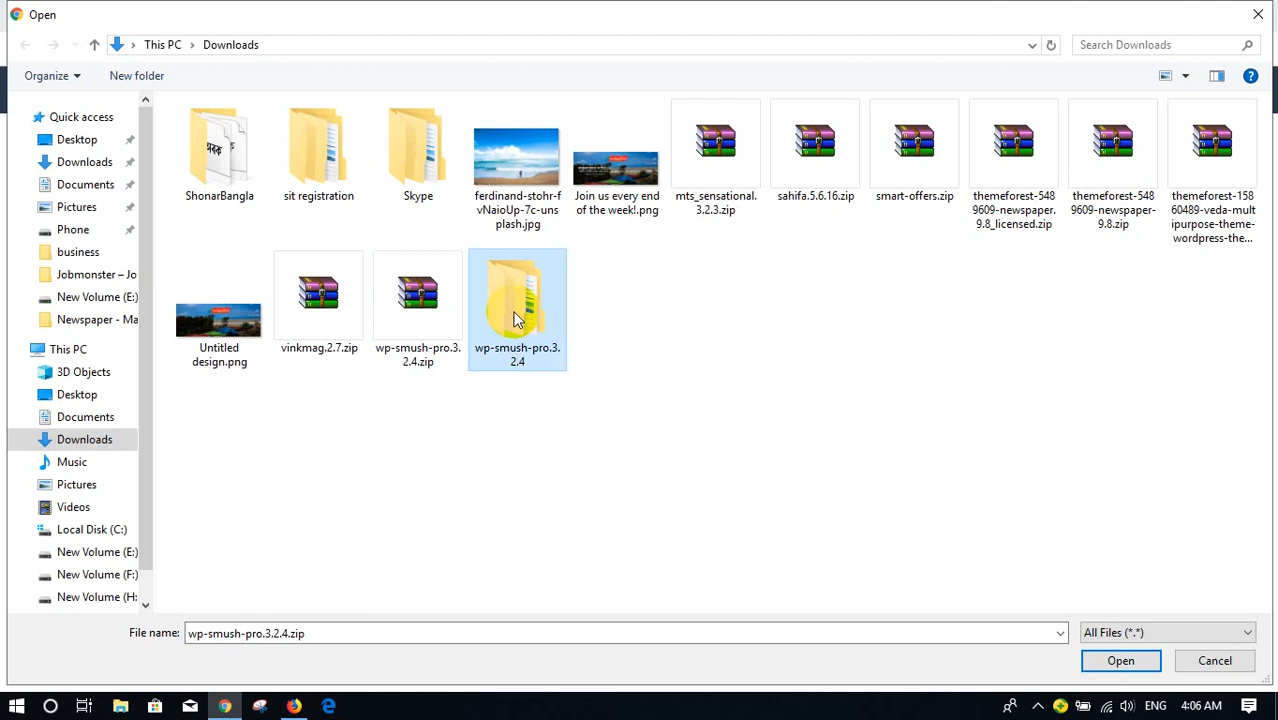 Open
This PC
Downloads
Search Downloads
Organize
New folder
Quick access
Desktop
Downloads
Documents
Pictures
Phone
business
Jobmonster – Jo
New Volume (E:)
Newspaper - Ma
This PC
3D Objects
Desktop
Documents
Downloads
Music
Pictures
Videos
Local Disk (C:)
New Volume (E:)
New Volume (F:)
New Volume (H:
ShonarBangla
sit registration
Skype
ferdinand-stohr-f
vNaioUp-7c-uns
plash.jpg
Join us every end
of the week!.png
mts_sensational.
3.2.3.zip
sahifa.5.6.16.zip
smart-offers.zip
themeforest-548
9609-newspaper.
9.8_licensed.zip
themeforest-548
9609-newspaper-
9.8.zip
themeforest-158
60489-veda-mult
ipurpose-theme-
wordpress-the...
Untitled
design.png
vinkmag.2.7.zip
wp-smush-pro.3.
2.4.zip
wp-smush-pro.3.
2.4
File name:
wp-smush-pro.3.2.4.zip
All Files (*.*)
Open
Cancel
ENG
4:06 AM